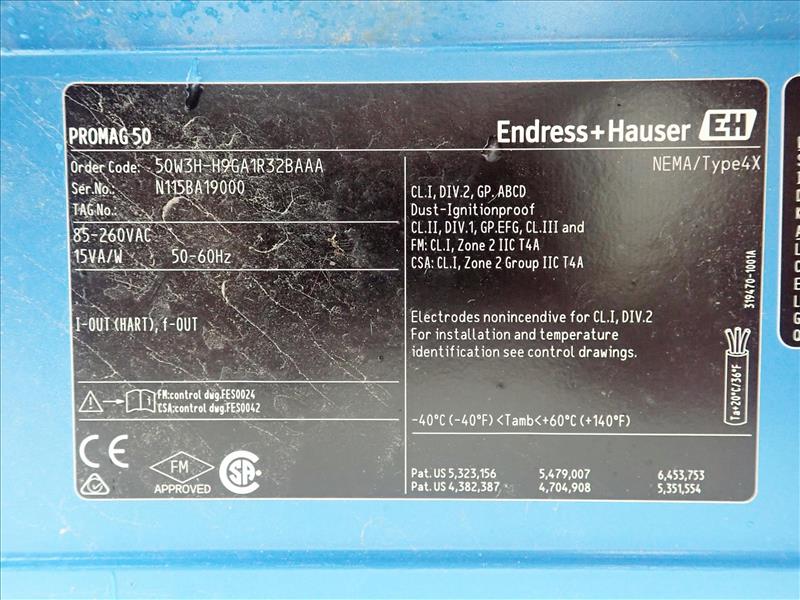 PROMAG 50
Endress+Hauser EH
Order Code: 50W3H-H9GA1R32BAAA
Ser.No.: N115BA19000
TAG No.:
85-260VAC
15VA/W 50-60Hz
I-OUT (HART), f-OUT
FM:control dwg.FES0024
CSA:control dwg.FES0042
CE
FM
APPROVED
NEMA/Type4X
CL.I, DIV.2, GP. ABCD
Dust-Ignitionproof
CL.II, DIV.1, GP.EFG, CL.III and
FM: CL.I, Zone 2 IIC T4A
CSA: CL.I, Zone 2 Group IIC T4A
Electrodes nonincendive for CL.I, DIV.2
For installation and temperature
identification see control drawings.
-40°C (-40°F) <Tamb<+60°C (+140°F)
Pat. US 5,323,156 5,479,007 6,453,753
Pat. US 4,382,387 4,704,908 5,351,554
319470-1001A
Ta+20°C/36°F